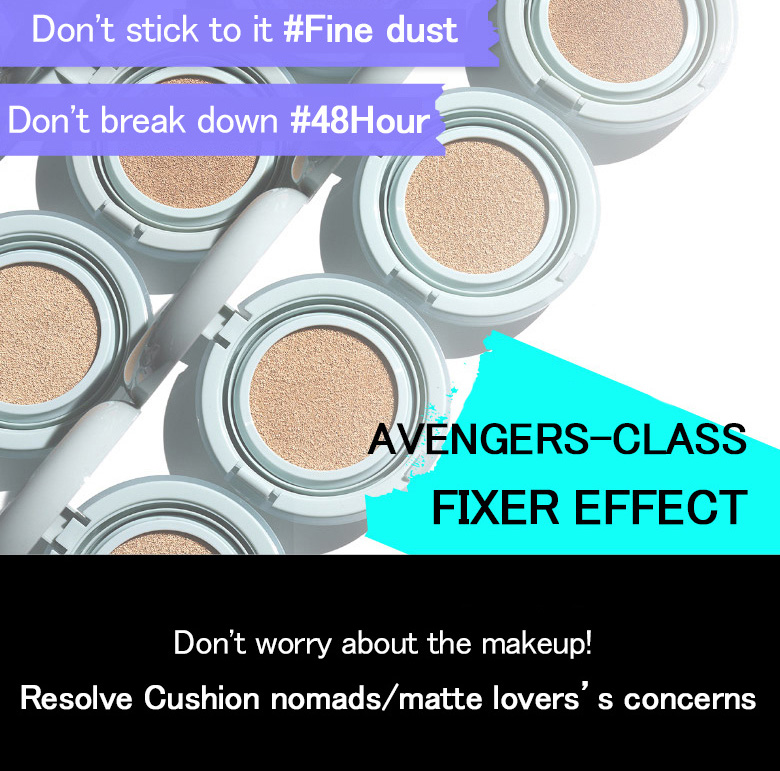 Don't stick to it #Fine dust
Don't break down #48Hour
AVENGERS-CLASS
FIXER EFFECT
Don't worry about the makeup!
Resolve Cushion nomads/matte lovers's concerns